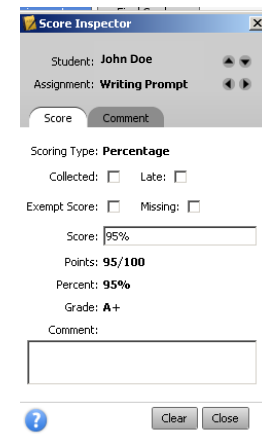 Score Inspector
Student: John Doe
Assignment: Writing Prompt
Score Comment
Scoring Type: Percentage
Collected: Late:
Exempt Score: Missing:
Score: 95%
Points: 95/100
Percent: 95%
Grade: A+
Comment:
? Clear Close